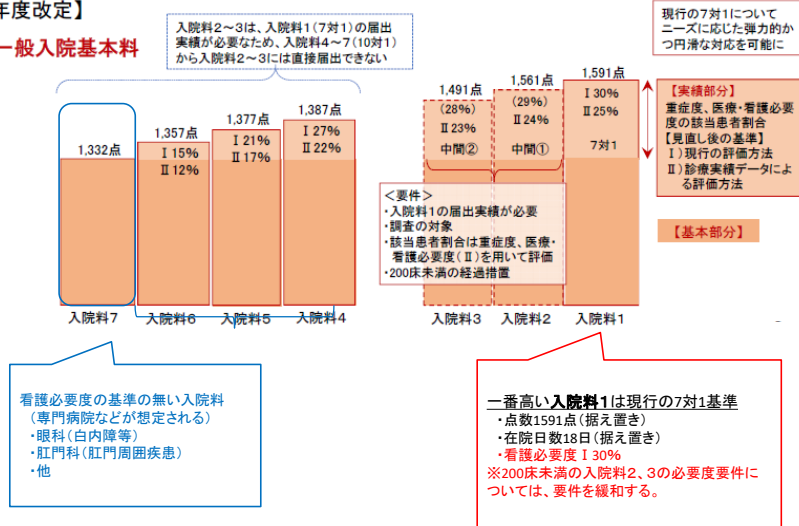 年度改定】
一般入院基本料
入院料2~3は、入院料1(7対1)の届出
実績が必要なため、入院料4~7(10対1)
から入院料2~3には直接届出できない
現行の7対1について
ニーズに応じた弾力的か
つ円滑な対応を可能に
1,332点
1,357点
Ⅰ15%
Ⅱ12%
1,377点
Ⅰ21%
Ⅱ17%
1,387点
Ⅰ27%
Ⅱ22%
1,491点
(28%)
Ⅱ23%
中間②
1,561点
(29%)
Ⅱ24%
中間①
1,591点
Ⅰ30%
Ⅱ25%
7対1
【実績部分】
重症度、医療・看護必要
度の該当患者割合
【見直し後の基準】
Ⅰ)現行の評価方法
Ⅱ)診療実績データによ
る評価方法
<要件>
・入院料1の届出実績が必要
・調査の対象
・該当患者割合は重症度、医療・
看護必要度(Ⅱ)を用いて評価
・200床未満の経過措置
【基本部分】
入院料7
入院料6
入院料5
入院料4
入院料3
入院料2
入院料1
看護必要度の基準の無い入院料
(専門病院などが想定される)
・眼科(白内障等)
・肛門科(肛門周囲疾患)
・他
一番高い入院料1は現行の7対1基準
・点数1591点(据え置き)
・在院日数18日(据え置き)
・看護必要度Ⅰ30%
※200床未満の入院料2、3の必要度要件に
ついては、要件を緩和する。